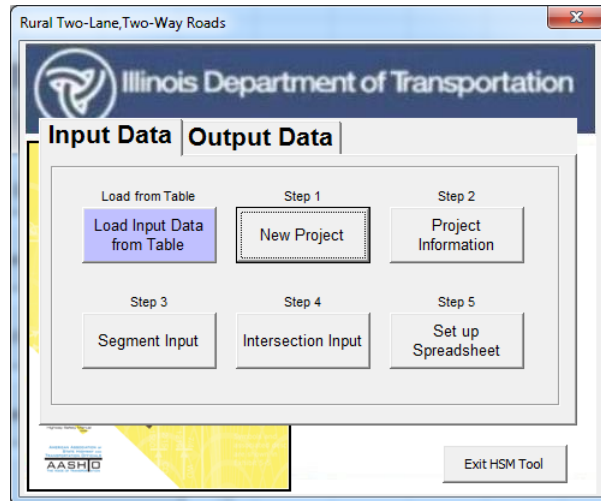 Rural Two-Lane,Two-Way Roads
Illinois Department of Transportation
Input Data
Output Data
Load from Table
Step 1
Step 2
Load Input Data
from Table
New Project
Project
Information
Step 3
Step 4
Step 5
Segment Input
Intersection Input
Set up
Spreadsheet
AASHTO
Exit HSM Tool